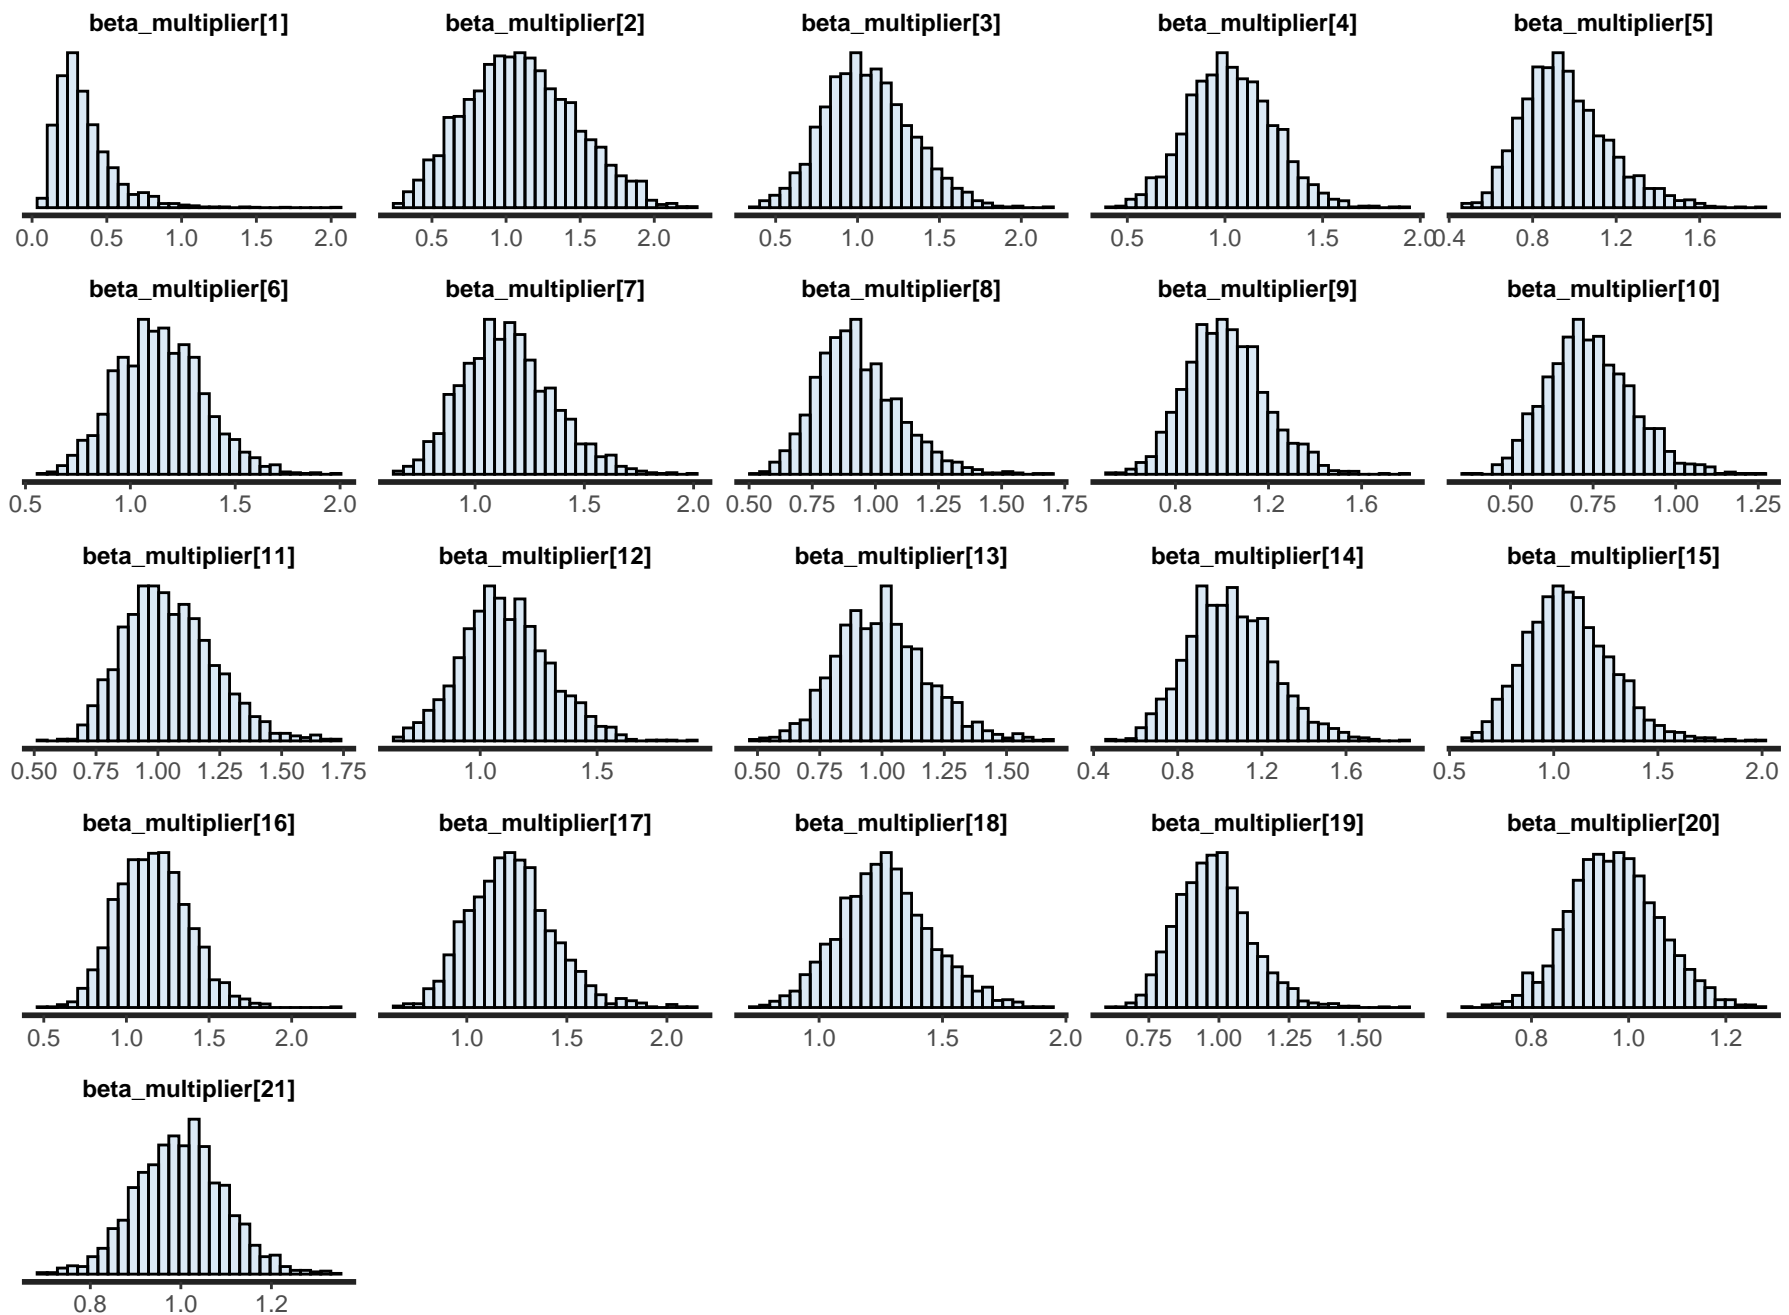 beta_multiplier[1] beta_multiplier[2] beta_multiplier[3] beta_multiplier[4] beta_multiplier[5]
0.0 0.5 1.0 1.5 2.0 0.5 1.0 1.5 2.0 0.5 1.0 1.5 2.0 0.5 1.0 1.5 2.0 0.4 0.8 1.2 1.6
beta_multiplier[6] beta_multiplier[7] beta_multiplier[8] beta_multiplier[9] beta_multiplier[10]
0.5 1.0 1.5 2.0 1.0 1.5 2.0 0.50 0.75 1.00 1.25 1.50 1.75 0.8 1.2 1.6 0.50 0.75 1.00 1.25
beta_multiplier[11] beta_multiplier[12] beta_multiplier[13] beta_multiplier[14] beta_multiplier[15]
0.50 0.75 1.00 1.25 1.50 1.75 1.0 1.5 0.50 0.75 1.00 1.25 1.50 0.4 0.8 1.2 1.6 0.5 1.0 1.5 2.0
beta_multiplier[16] beta_multiplier[17] beta_multiplier[18] beta_multiplier[19] beta_multiplier[20]
0.5 1.0 1.5 2.0 1.0 1.5 2.0 1.0 1.5 2.0 0.75 1.00 1.25 1.50 0.8 1.0 1.2
beta_multiplier[21]
0.8 1.0 1.2